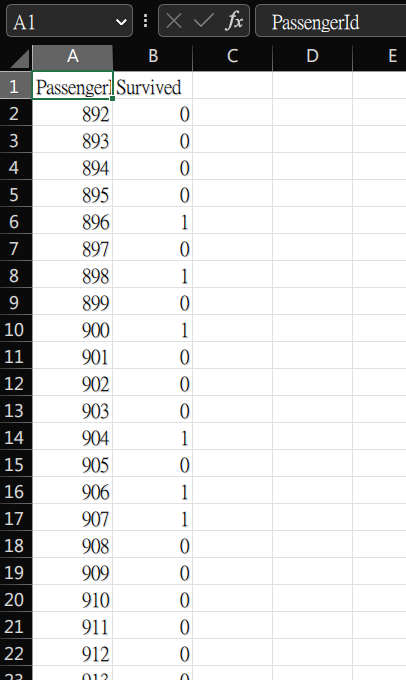 A1 fx PassengerId
A B C D E
1 PassengerI Survived
2 892 0
3 893 0
4 894 0
5 895 0
6 896 1
7 897 0
8 898 1
9 899 0
10 900 1
11 901 0
12 902 0
13 903 0
14 904 1
15 905 0
16 906 1
17 907 1
18 908 0
19 909 0
20 910 0
21 911 0
22 912 0
23 913 0